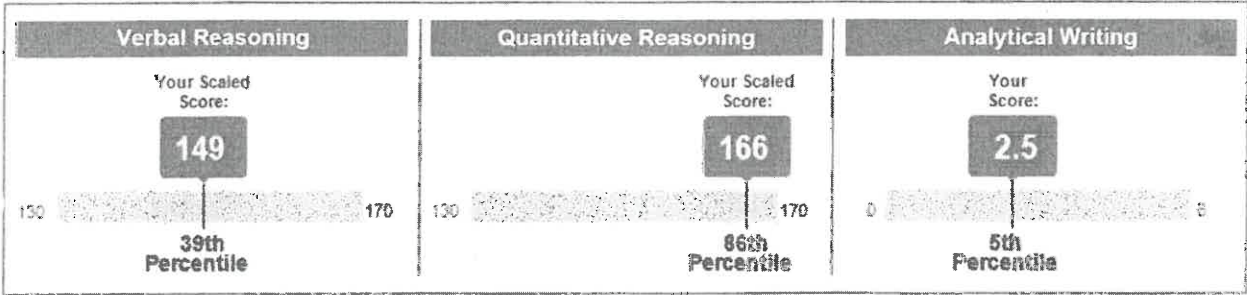 Verbal Reasoning
Your Scaled
Score:
149
130 170
39th
Percentile
Quantitative Reasoning
Your Scaled
Score:
166
130 170
86th
Percentile
Analytical Writing
Your
Score:
2.5
0 6
5th
Percentile